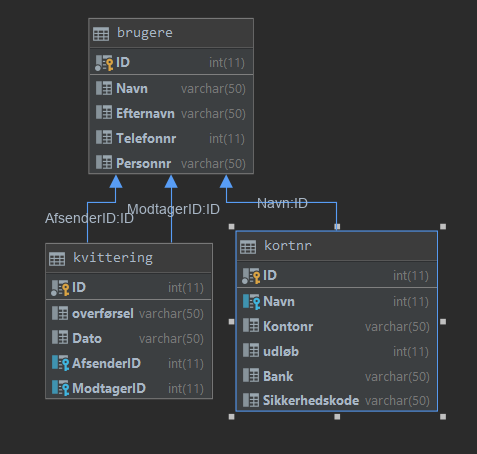 brugere
ID int(11)
Navn varchar(50)
Efternavn varchar(50)
Telefonnr int(11)
Personnr varchar(50)
AfsenderID:ID
ModtagerID:ID
Navn:ID
kvittering
ID int(11)
overførsel varchar(50)
Dato varchar(50)
AfsenderID int(11)
ModtagerID int(11)
kortnr
ID int(11)
Navn int(11)
Kontonr varchar(50)
udløb int(11)
Bank varchar(50)
Sikkerhedskode varchar(50)